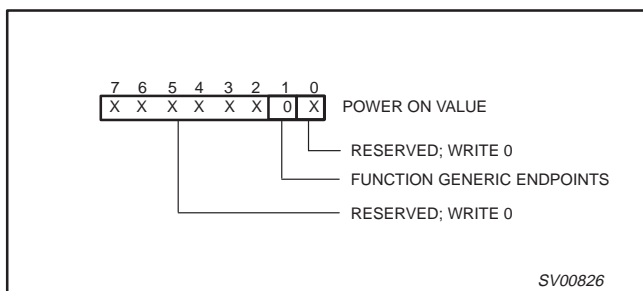 7 6 5 4 3 2 1 0
X X X X X X 0 X POWER ON VALUE
RESERVED; WRITE 0
FUNCTION GENERIC ENDPOINTS
RESERVED; WRITE 0
SV00826